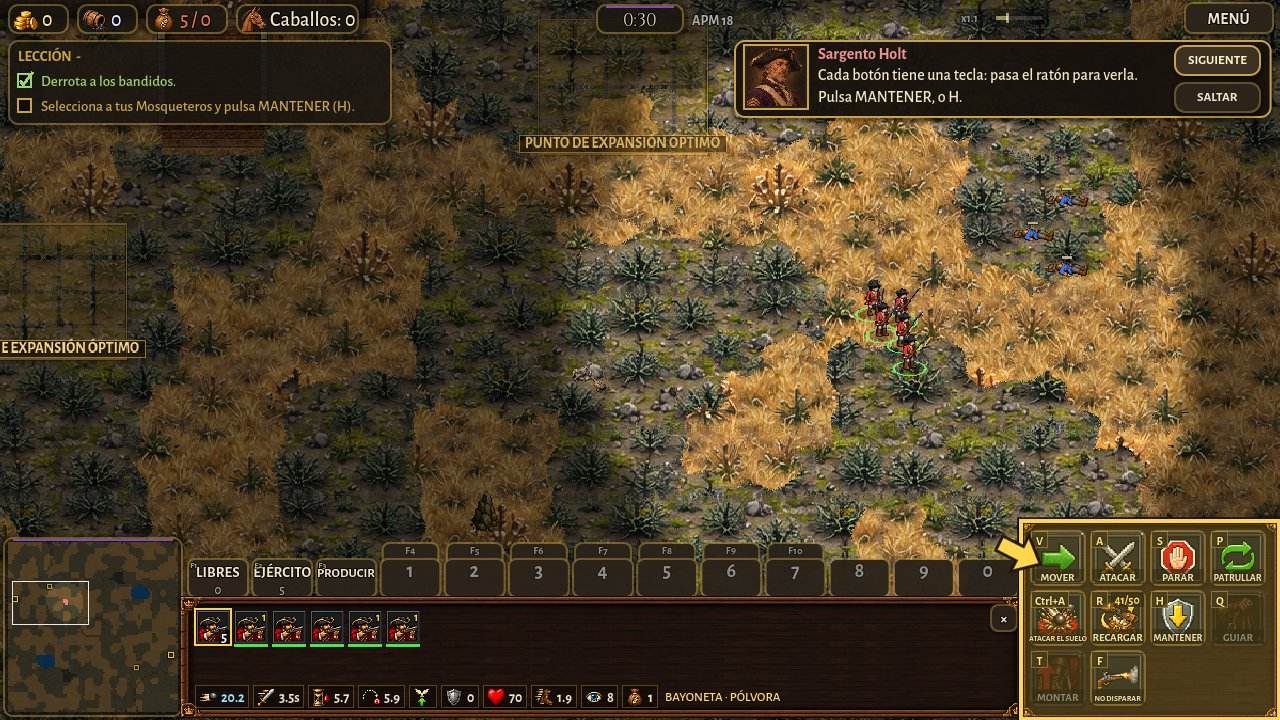 0
0
5 / 0
Caballos: 0
0:30
APM 18
x1.1
MENÚ
LECCIÓN -
Derrota a los bandidos.
Selecciona a tus Mosqueteros y pulsa MANTENER (H).
Sargento Holt
Cada botón tiene una tecla: pasa el ratón para verla.
Pulsa MANTENER, o H.
SIGUIENTE
SALTAR
PUNTO DE EXPANSIÓN ÓPTIMO
E EXPANSIÓN ÓPTIMO
F4 F5 F6 F7 F8 F9 F10
LIBRES EJÉRCITO PRODUCIR 1 2 3 4 5 6 7 8 9 0
0 5
5 1 1 1
×
20.2 3.5s 5.7 5.9 0 70 1.9 8 1 BAYONETA · PÓLVORA
V A S P
MOVER ATACAR PARAR PATRULLAR
Ctrl+A R 41/50 H Q
ATACAR EL SUELO RECARGAR MANTENER GUIAR
T F
MONTAR NO DISPARAR